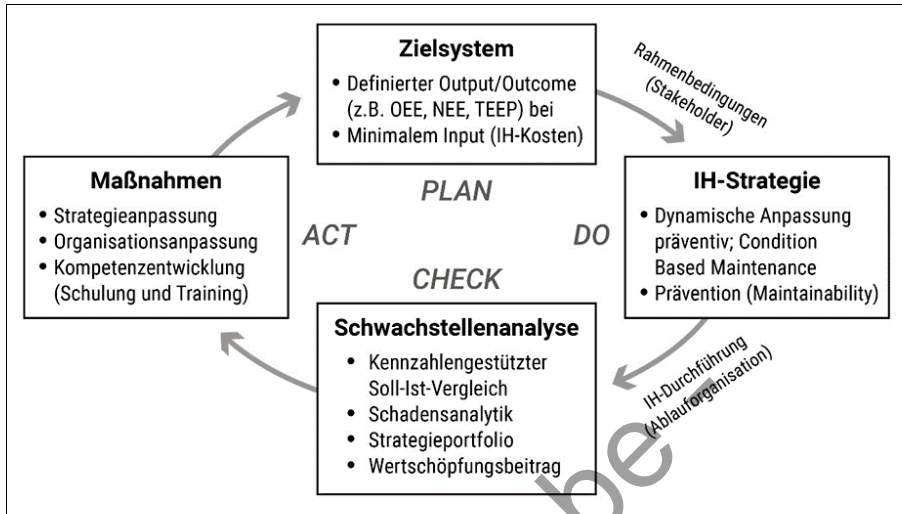 Zielsystem
• Definierter Output/Outcome
(z.B. OEE, NEE, TEEP) bei
• Minimalem Input (IH-Kosten)
Rahmenbedingungen
(Stakeholder)
IH-Strategie
• Dynamische Anpassung
präventiv; Condition
Based Maintenance
• Prävention (Maintainability)
IH-Durchführung
(Ablauforganisation)
Schwachstellenanalyse
• Kennzahlengestützter
Soll-Ist-Vergleich
• Schadensanalytik
• Strategieportfolio
• Wertschöpfungsbeitrag
Maßnahmen
• Strategieanpassung
• Organisationsanpassung
• Kompetenzentwicklung
(Schulung und Training)
PLAN
DO
CHECK
ACT